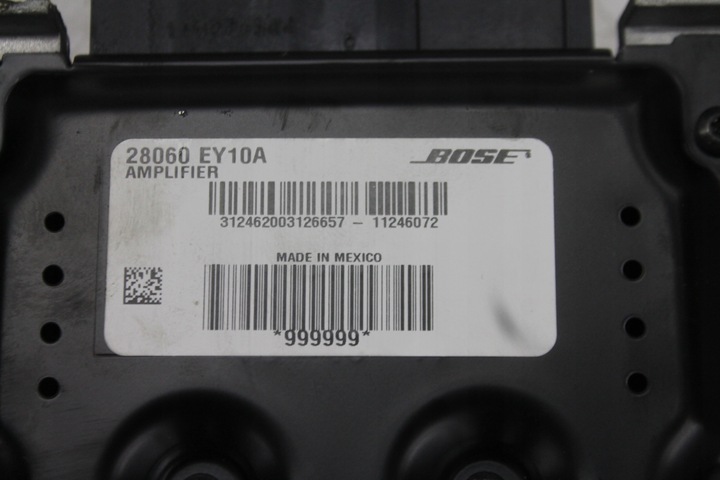 28060 EY10A
BOSE
AMPLIFIER
312462003126657 - 11246072
MADE IN MEXICO
*999999*